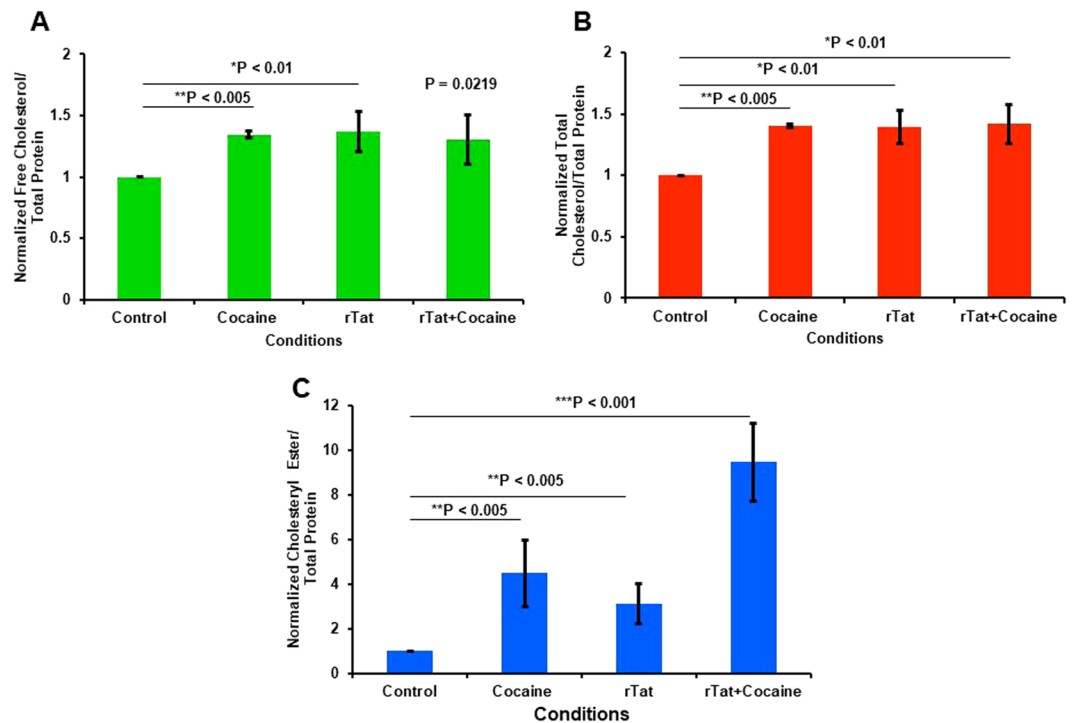 A
Normalized Free Cholesterol/
Total Protein
2
1.5
1
0.5
0
*P < 0.01
**P < 0.005
P = 0.0219
Control
Cocaine
rTat
rTat+Cocaine
Conditions
B
Normalized Total
Cholesterol/Total Protein
2
1.5
1
0.5
0
*P < 0.01
*P < 0.01
**P < 0.005
Control
Cocaine
rTat
rTat+Cocaine
Conditions
C
Normalized Cholesteryl Ester/
Total Protein
12
10
8
6
4
2
0
***P < 0.001
**P < 0.005
**P < 0.005
Control
Cocaine
rTat
rTat+Cocaine
Conditions